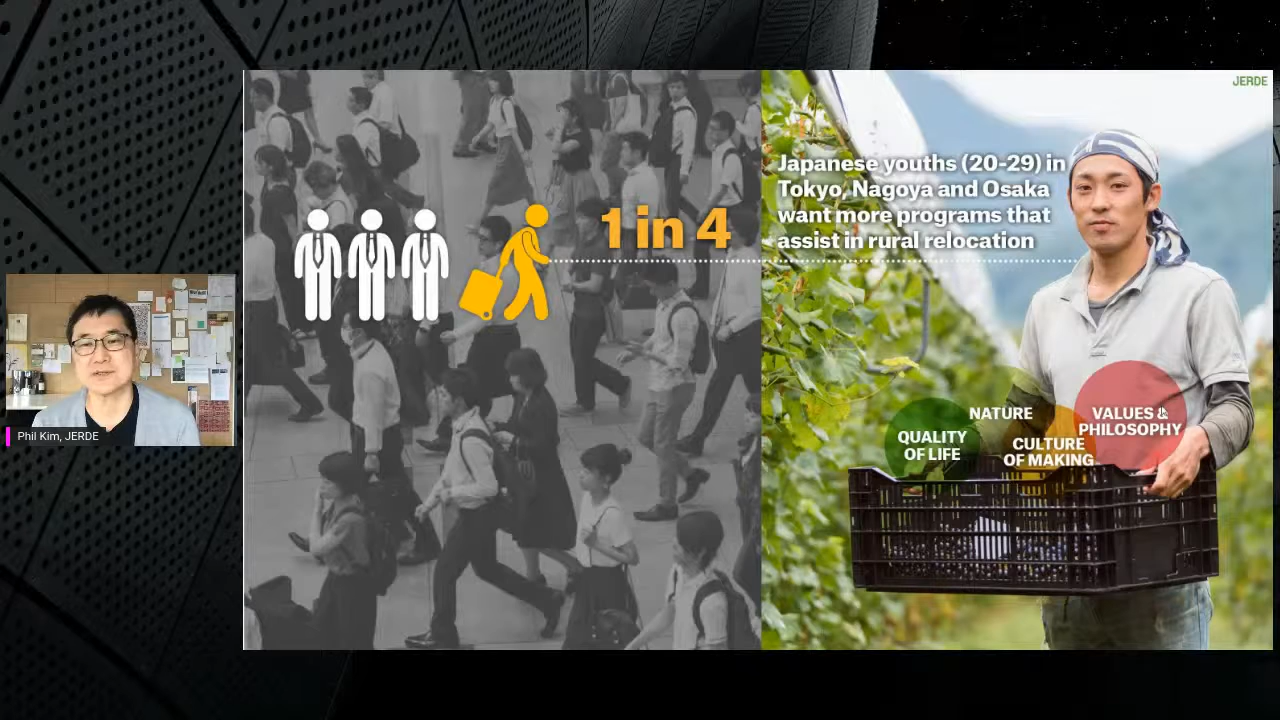 JERDE
1 in 4
Japanese youths (20-29) in
Tokyo, Nagoya and Osaka
want more programs that
assist in rural relocation
NATURE
QUALITY
OF LIFE
CULTURE
OF MAKING
VALUES &
PHILOSOPHY
Phil Kim, JERDE